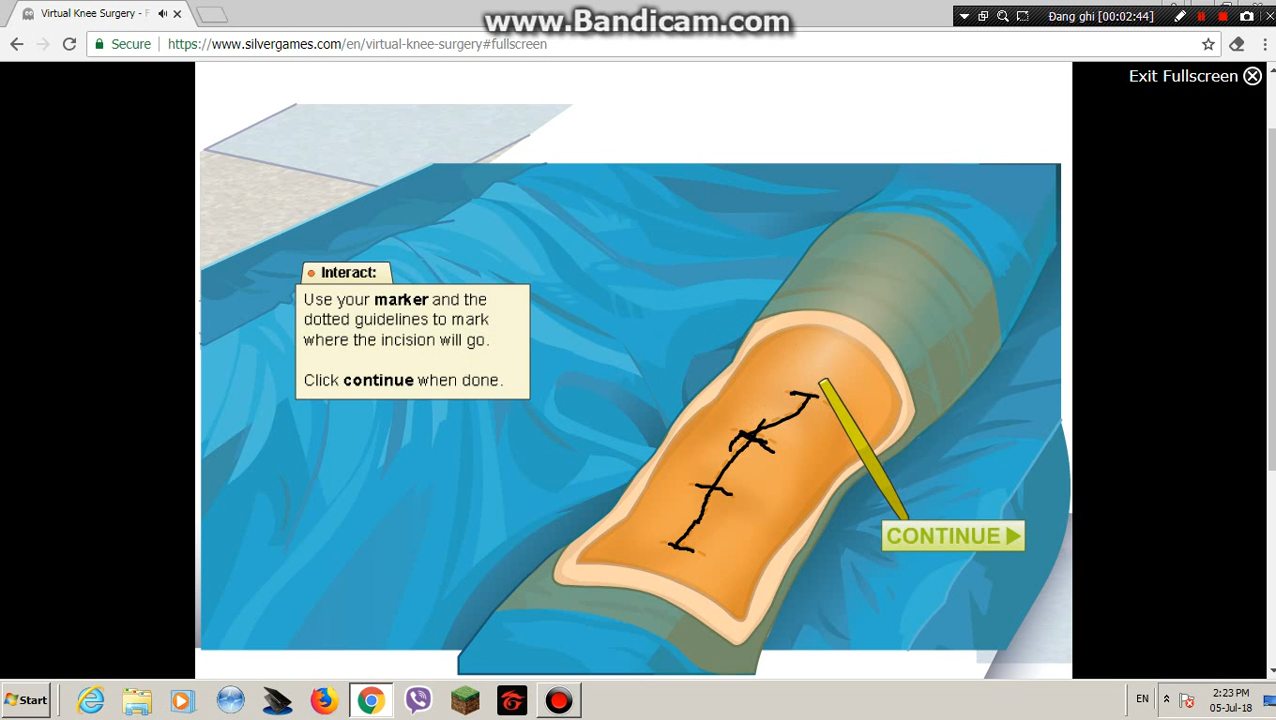 Virtual Knee Surgery - F
www.Bandicam.com
Đang ghi [00:02:44]
Secure
https://www.silvergames.com/en/virtual-knee-surgery#fullscreen
Exit Fullscreen
Interact:
Use your marker and the
dotted guidelines to mark
where the incision will go.
Click continue when done.
CONTINUE
Start
EN
2:23 PM
05-Jul-18